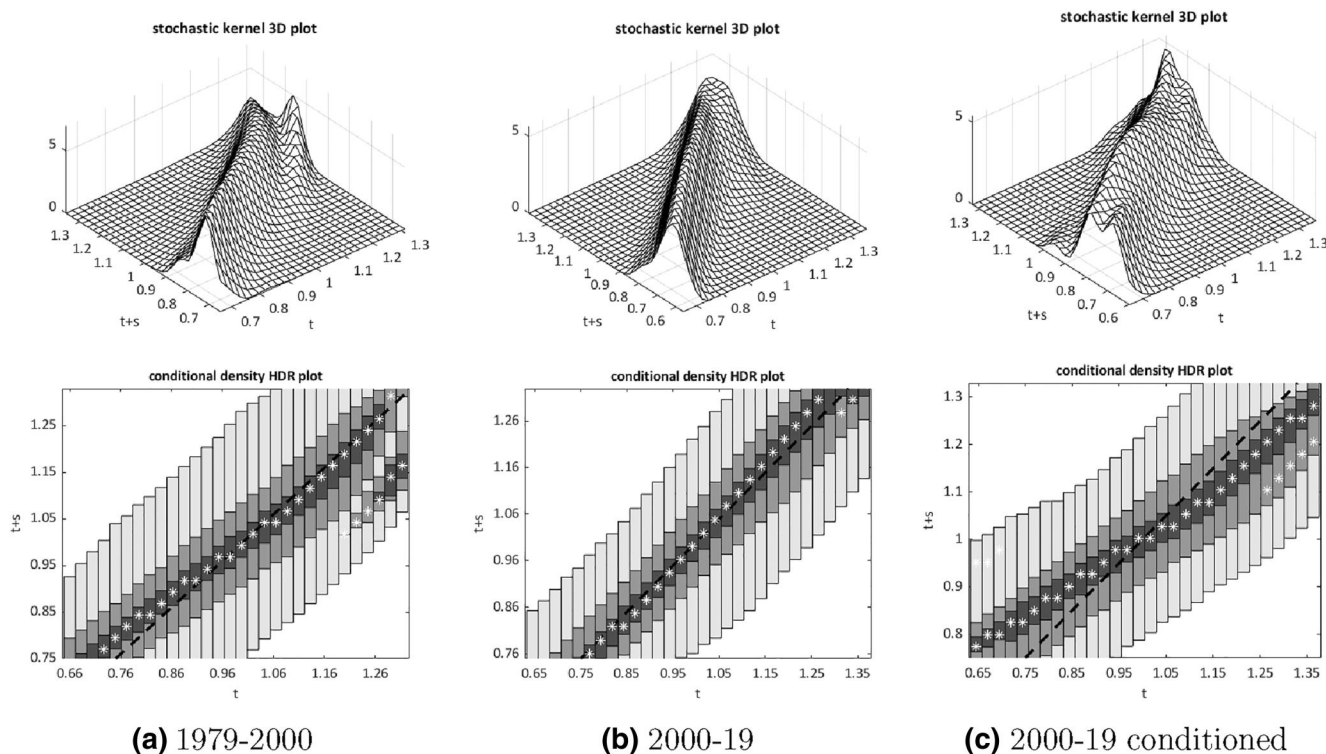 stochastic kernel 3D plot
5
0
1.3
1.2
1.1
1
0.9
0.8
0.7
t+s
0.7
0.8
0.9
1
1.1
1.2
1.3
t
stochastic kernel 3D plot
5
0
1.3
1.2
1.1
1
0.9
0.8
0.7
0.6
t+s
0.7
0.8
0.9
1
1.1
1.2
1.3
t
stochastic kernel 3D plot
5
0
1.3
1.2
1.1
1
0.9
0.8
0.7
0.6
t+s
0.7
0.8
0.9
1
1.1
1.2
1.3
t
conditional density HDR plot
1.25
1.15
1.05
0.95
0.85
0.75
t+s
0.66 0.76 0.86 0.96 1.06 1.16 1.26
t
conditional density HDR plot
1.26
1.16
1.06
0.96
0.86
0.76
t+s
0.65 0.75 0.85 0.95 1.05 1.15 1.25 1.35
t
conditional density HDR plot
1.3
1.2
1.1
1
0.9
0.8
t+s
0.65 0.75 0.85 0.95 1.05 1.15 1.25 1.35
t
(a) 1979-2000
(b) 2000-19
(c) 2000-19 conditioned